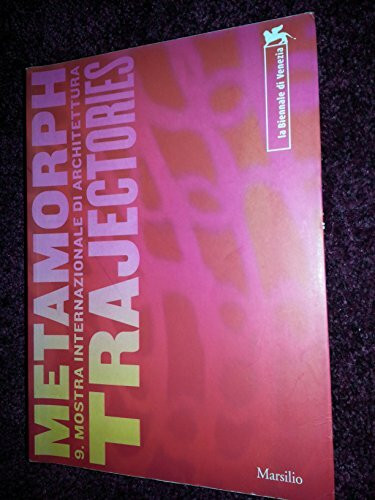 METAMORPH
9. MOSTRA INTERNAZIONALE DI ARCHITETTURA
TRAJECTORIES
la Biennale di Venezia
Marsilio